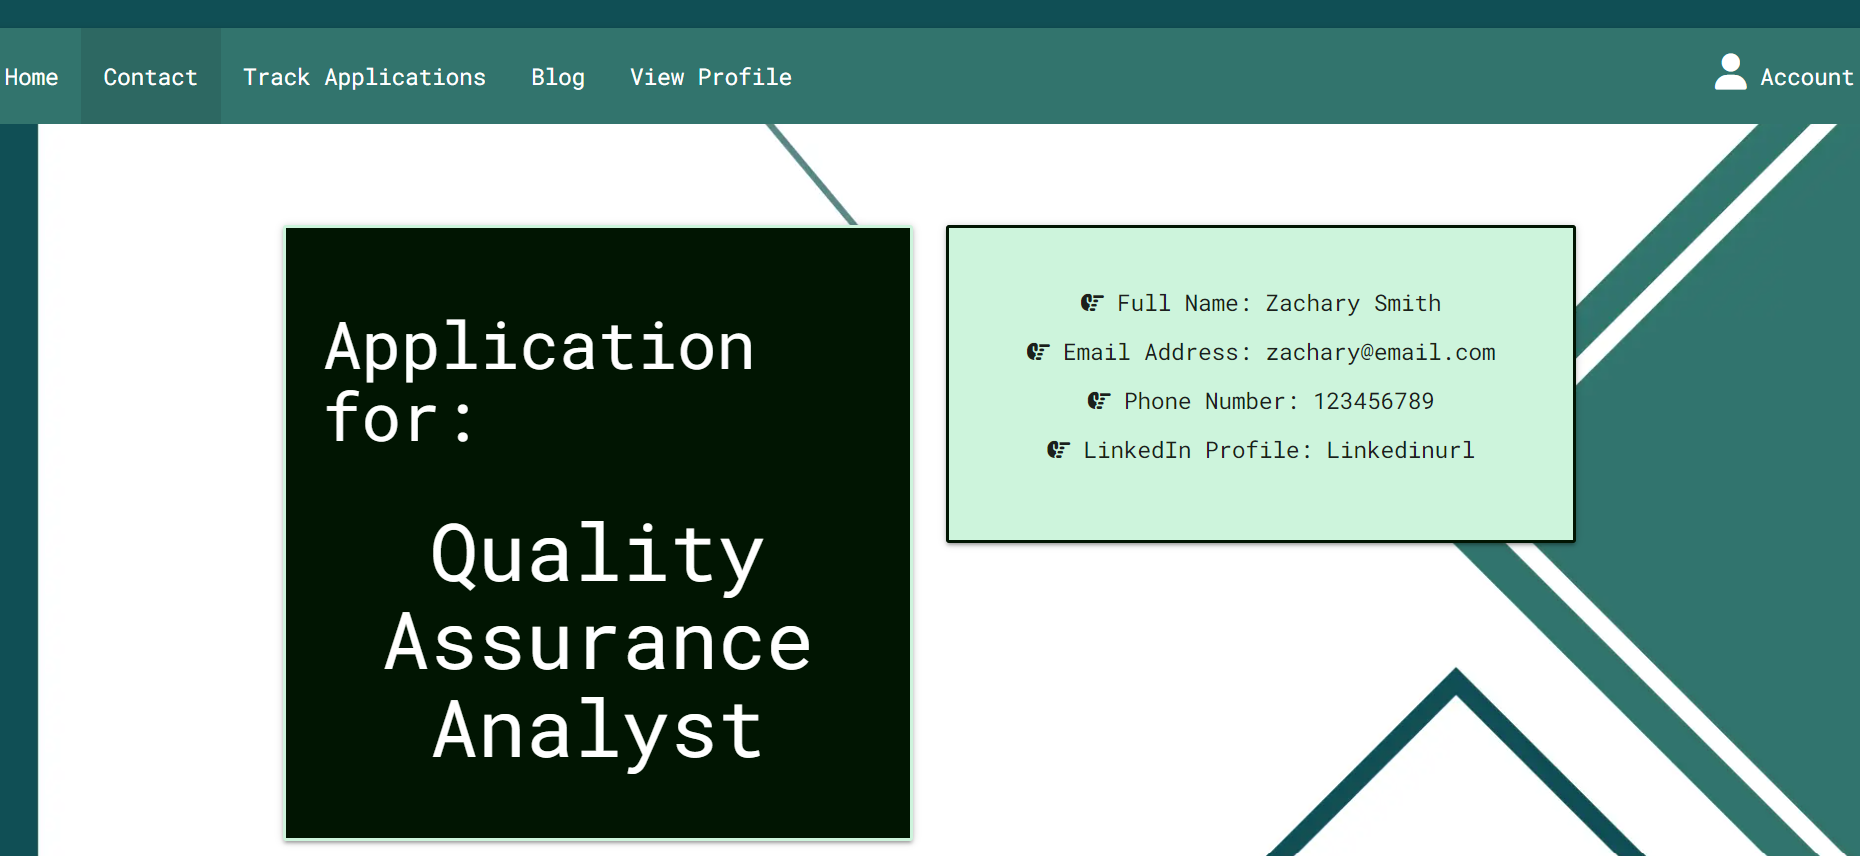 Home Contact Track Applications Blog View Profile Account
Application
for:
Quality
Assurance
Analyst
Full Name: Zachary Smith
Email Address: zachary@email.com
Phone Number: 123456789
LinkedIn Profile: Linkedinurl